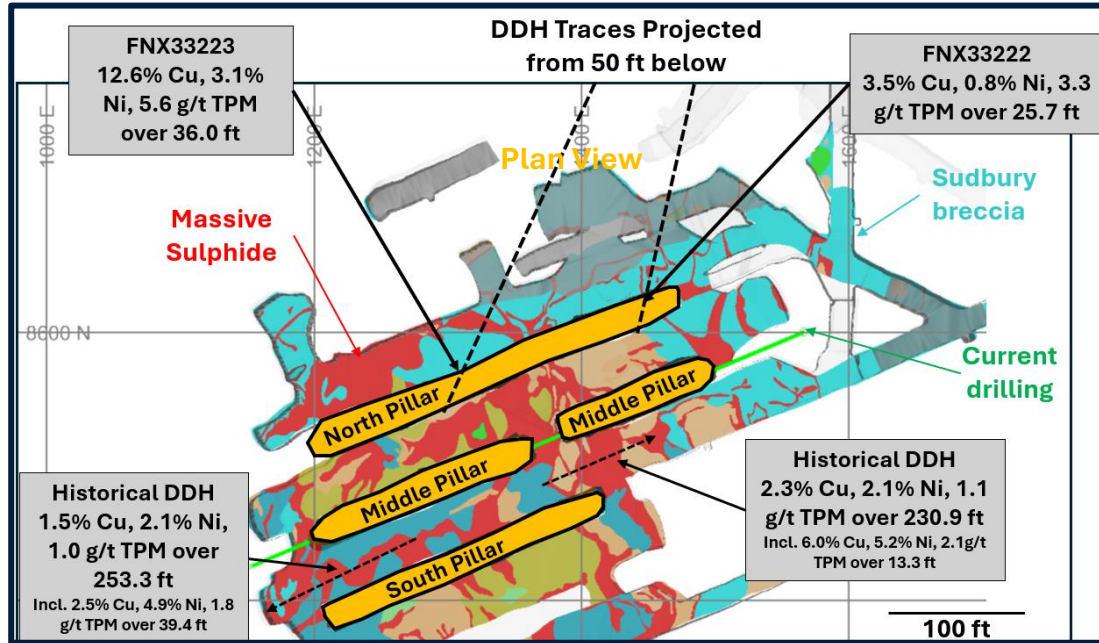 FNX33223
12.6% Cu, 3.1%
Ni, 5.6 g/t TPM
over 36.0 ft
DDH Traces Projected
from 50 ft below
FNX33222
3.5% Cu, 0.8% Ni, 3.3
g/t TPM over 25.7 ft
1000 E
1200 E
Plan View
Massive
Sulphide
Sudbury
breccia
8600 N
Current
drilling
North Pillar
Middle Pillar
Middle Pillar
South Pillar
Historical DDH
1.5% Cu, 2.1% Ni,
1.0 g/t TPM over
253.3 ft
Incl. 2.5% Cu, 4.9% Ni, 1.8
g/t TPM over 39.4 ft
Historical DDH
2.3% Cu, 2.1% Ni, 1.1
g/t TPM over 230.9 ft
Incl. 6.0% Cu, 5.2% Ni, 2.1g/t
TPM over 13.3 ft
100 ft